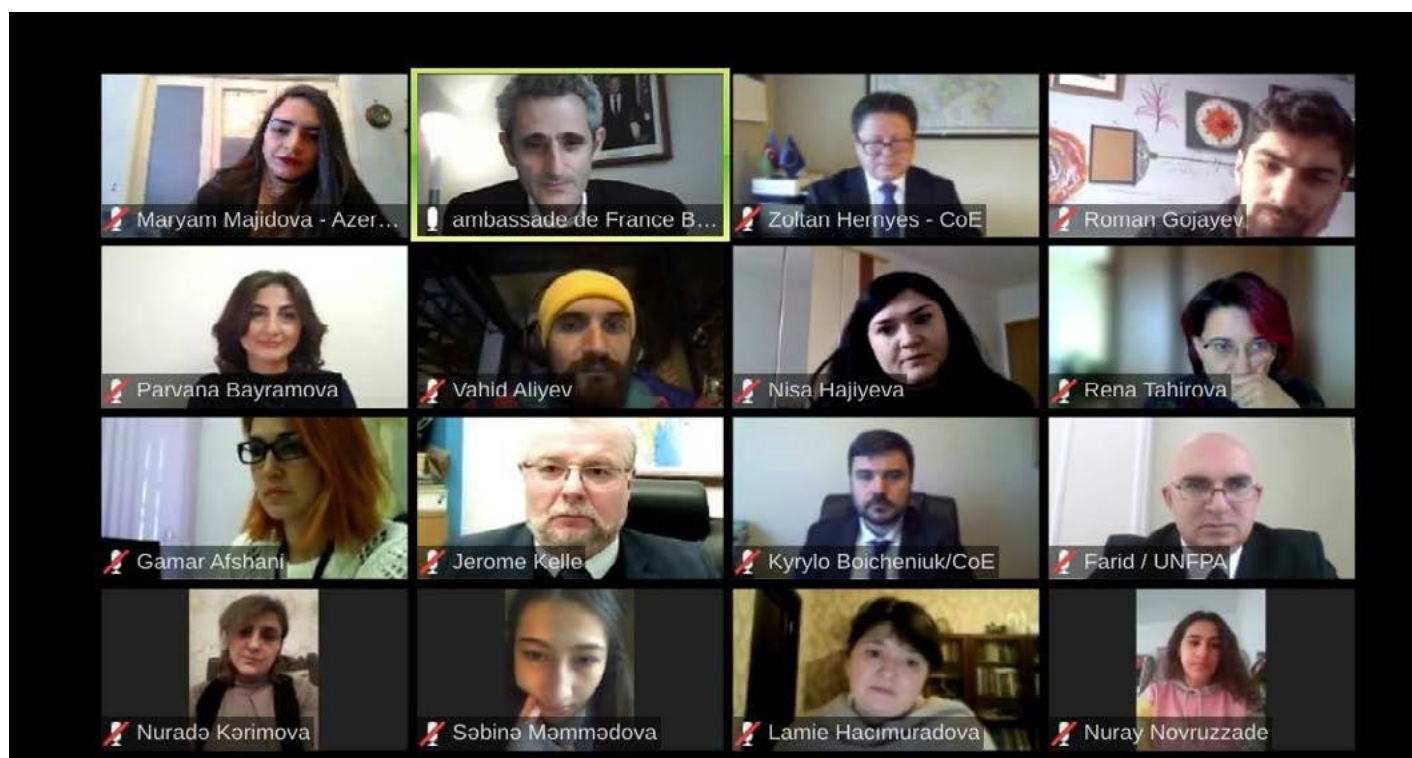 Maryam Majidova - Azer...
ambassade de France B...
Zoltan Hernyes - CoE
Roman Gojayev
Parvana Bayramova
Vahid Aliyev
Nisa Hajiyeva
Rena Tahirova
Gamar Afshani
Jerome Kelle
Kyrylo Boicheniuk/CoE
Farid / UNFPA
Nuradə Kərimova
Səbinə Məmmədova
Lamie Hacımuradova
Nuray Novruzzade